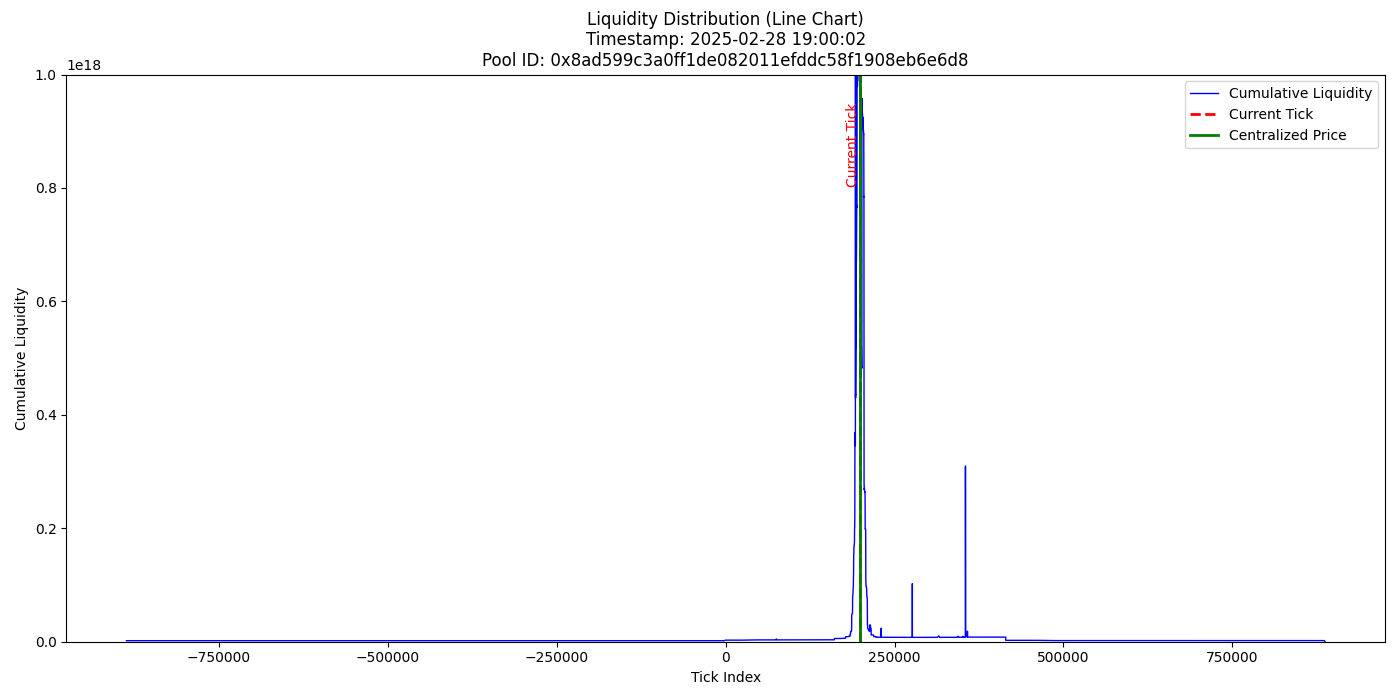 Liquidity Distribution (Line Chart)
Timestamp: 2025-02-28 19:00:02
Pool ID: 0x8ad599c3a0ff1de082011efddc58f1908eb6e6d8
1e18
1.0
0.8
0.6
0.4
0.2
0.0
Cumulative Liquidity
Current Tick
Cumulative Liquidity
Current Tick
Centralized Price
−750000
−500000
−250000
0
250000
500000
750000
Tick Index